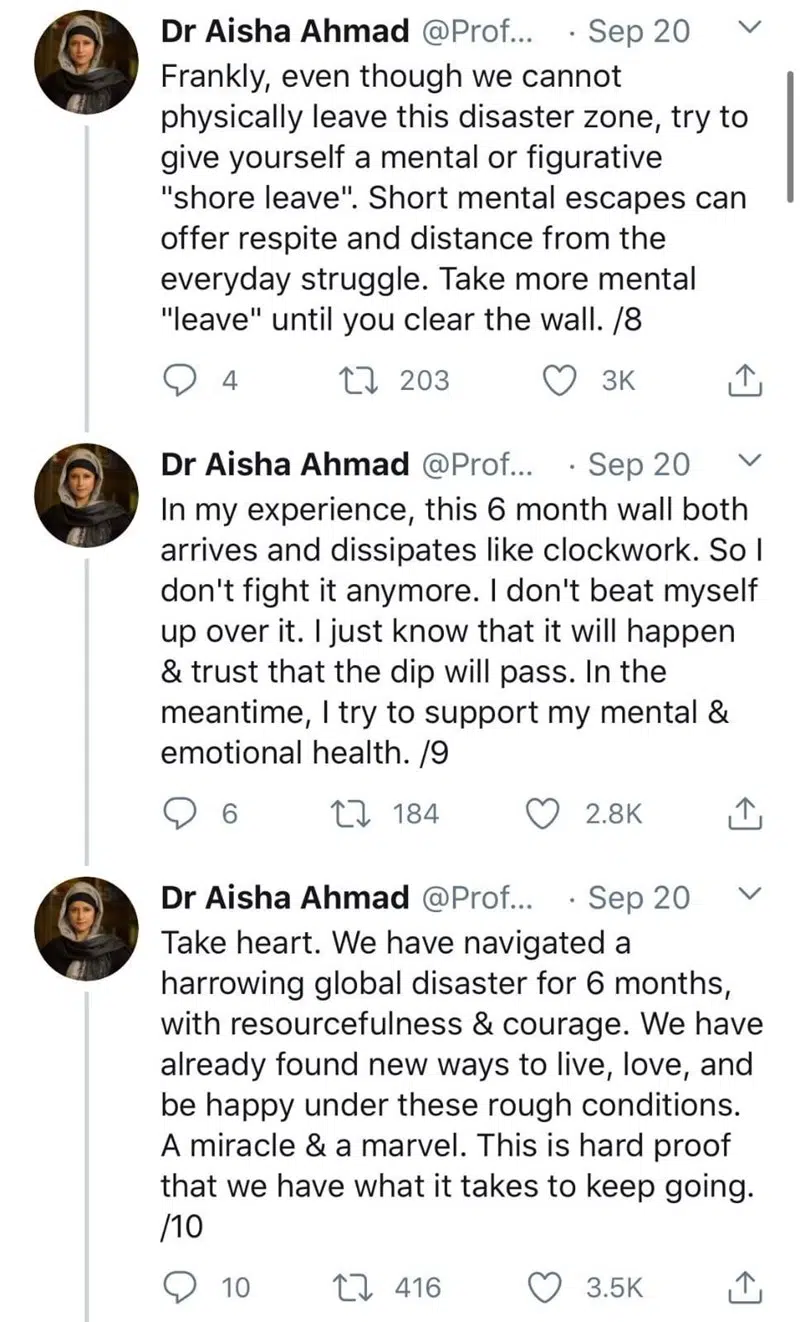 Dr Aisha Ahmad @Prof... · Sep 20
Frankly, even though we cannot
physically leave this disaster zone, try to
give yourself a mental or figurative
"shore leave". Short mental escapes can
offer respite and distance from the
everyday struggle. Take more mental
"leave" until you clear the wall. /8
4 203 3K
Dr Aisha Ahmad @Prof... · Sep 20
In my experience, this 6 month wall both
arrives and dissipates like clockwork. So I
don't fight it anymore. I don't beat myself
up over it. I just know that it will happen
& trust that the dip will pass. In the
meantime, I try to support my mental &
emotional health. /9
6 184 2.8K
Dr Aisha Ahmad @Prof... · Sep 20
Take heart. We have navigated a
harrowing global disaster for 6 months,
with resourcefulness & courage. We have
already found new ways to live, love, and
be happy under these rough conditions.
A miracle & a marvel. This is hard proof
that we have what it takes to keep going.
/10
10 416 3.5K